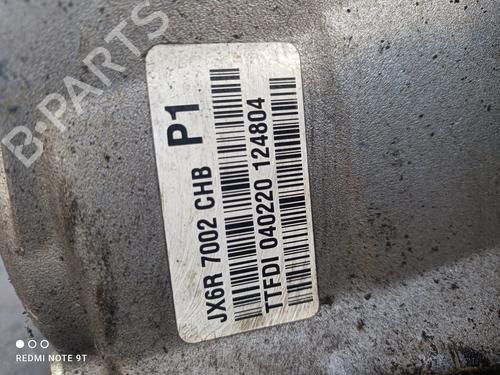 P1
JX6R 7002 CHB
TTFDI 040220 124804
B-PARTS
REDMI NOTE 9T